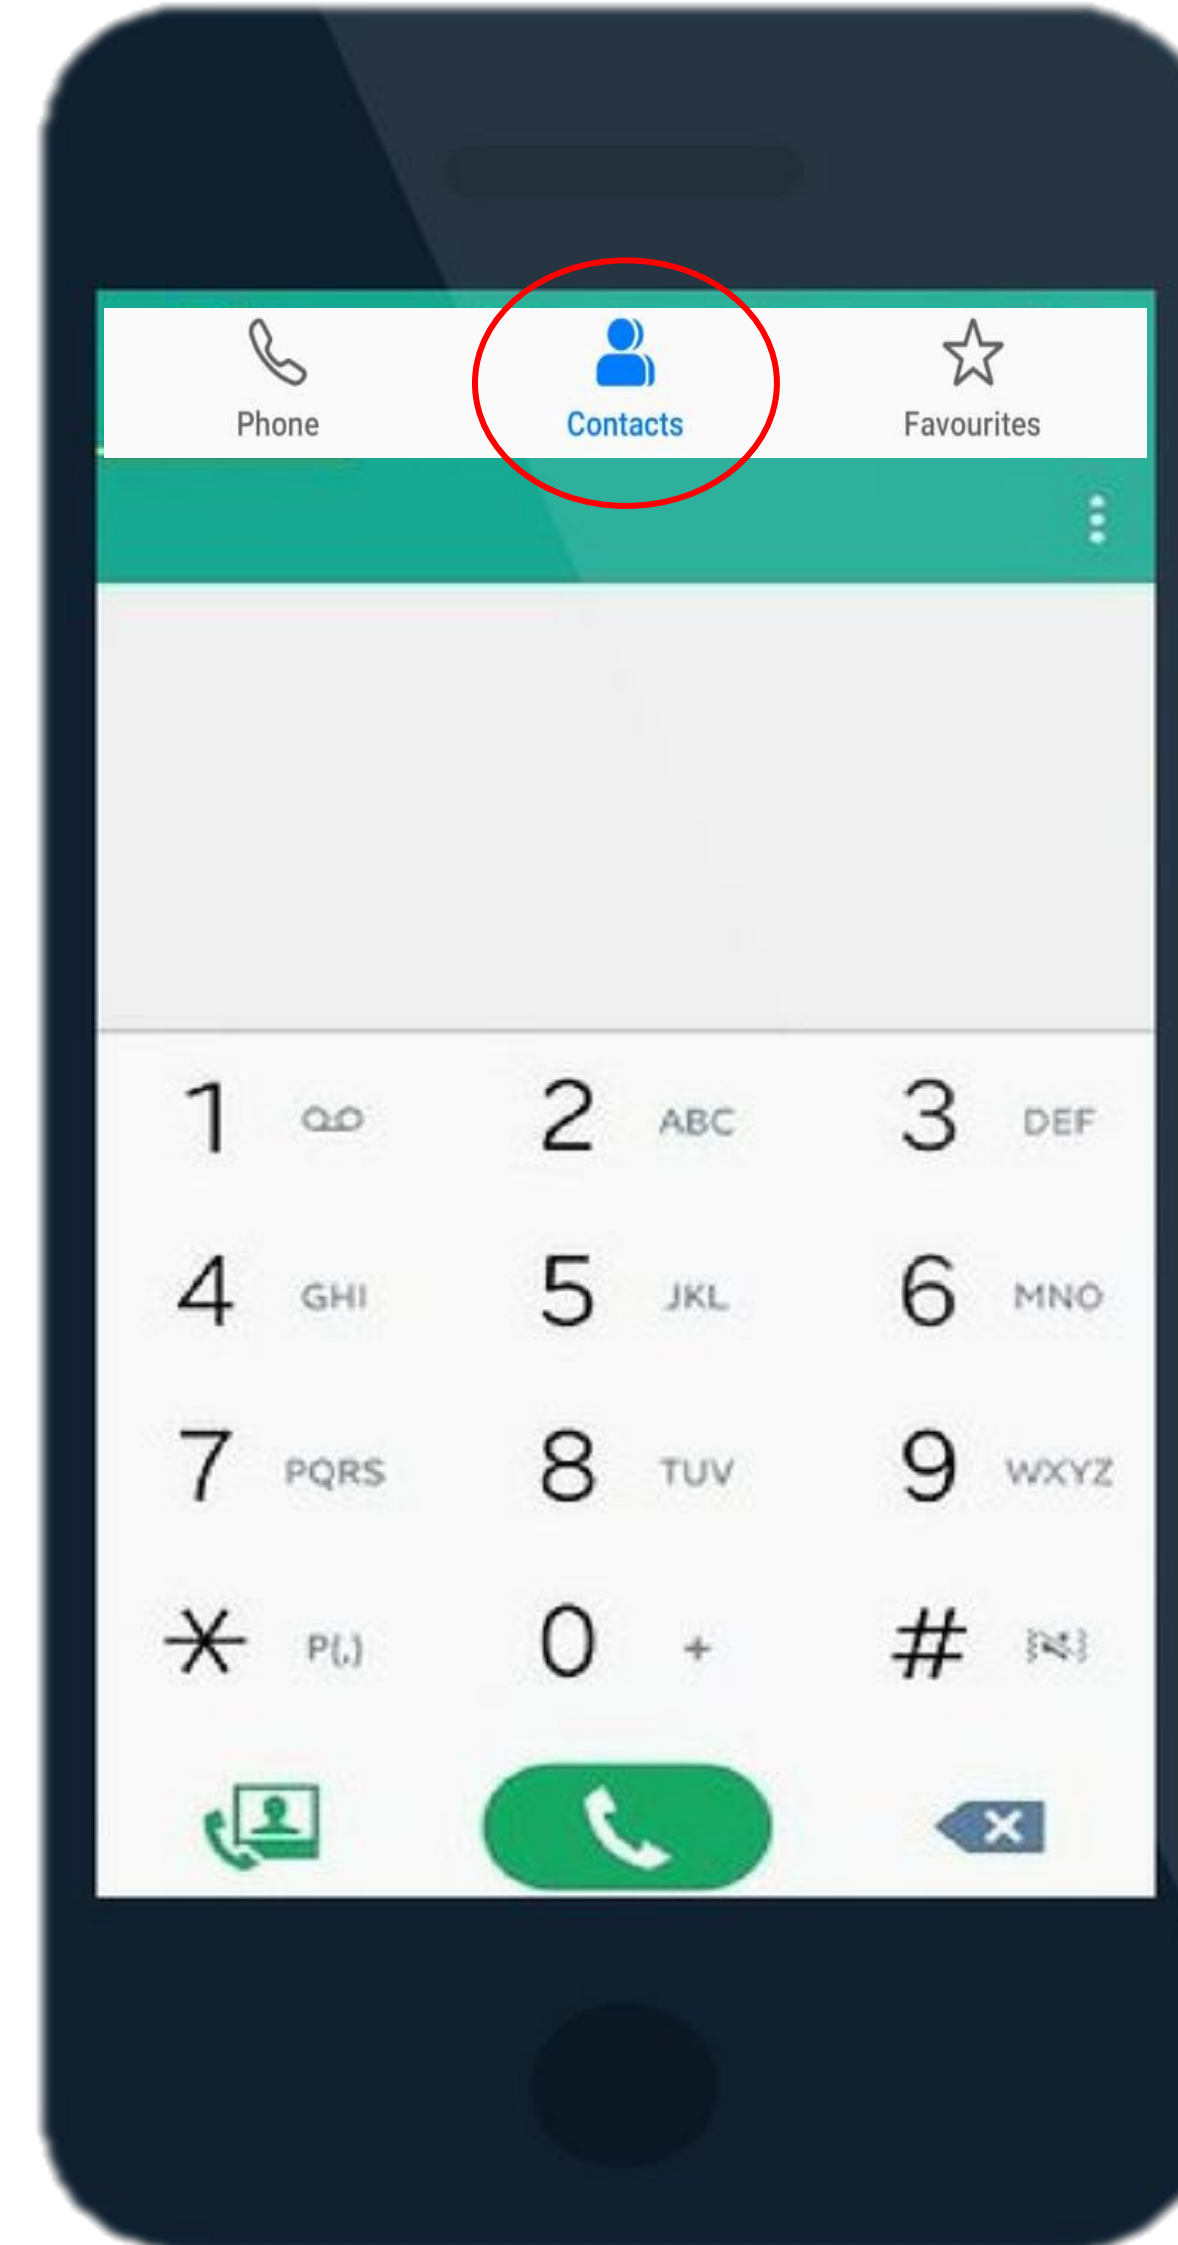 Phone Contacts Favourites
1 2 ABC 3 DEF
4 GHI 5 JKL 6 MNO
7 PQRS 8 TUV 9 WXYZ
* P(,) 0 + #